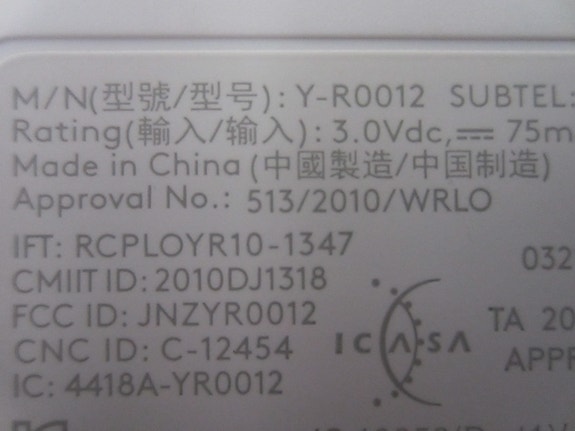 M/N(型號/型号): Y-R0012 SUBTEL:
Rating(輸入/输入): 3.0Vdc, ⎓ 75m
Made in China (中國製造/中国制造)
Approval No.: 513/2010/WRLO
IFT: RCPLOYR10-1347
032
CMIIT ID: 2010DJ1318
FCC ID: JNZYR0012
TA 20
CNC ID: C-12454
ICASA
APPR
IC: 4418A-YR0012